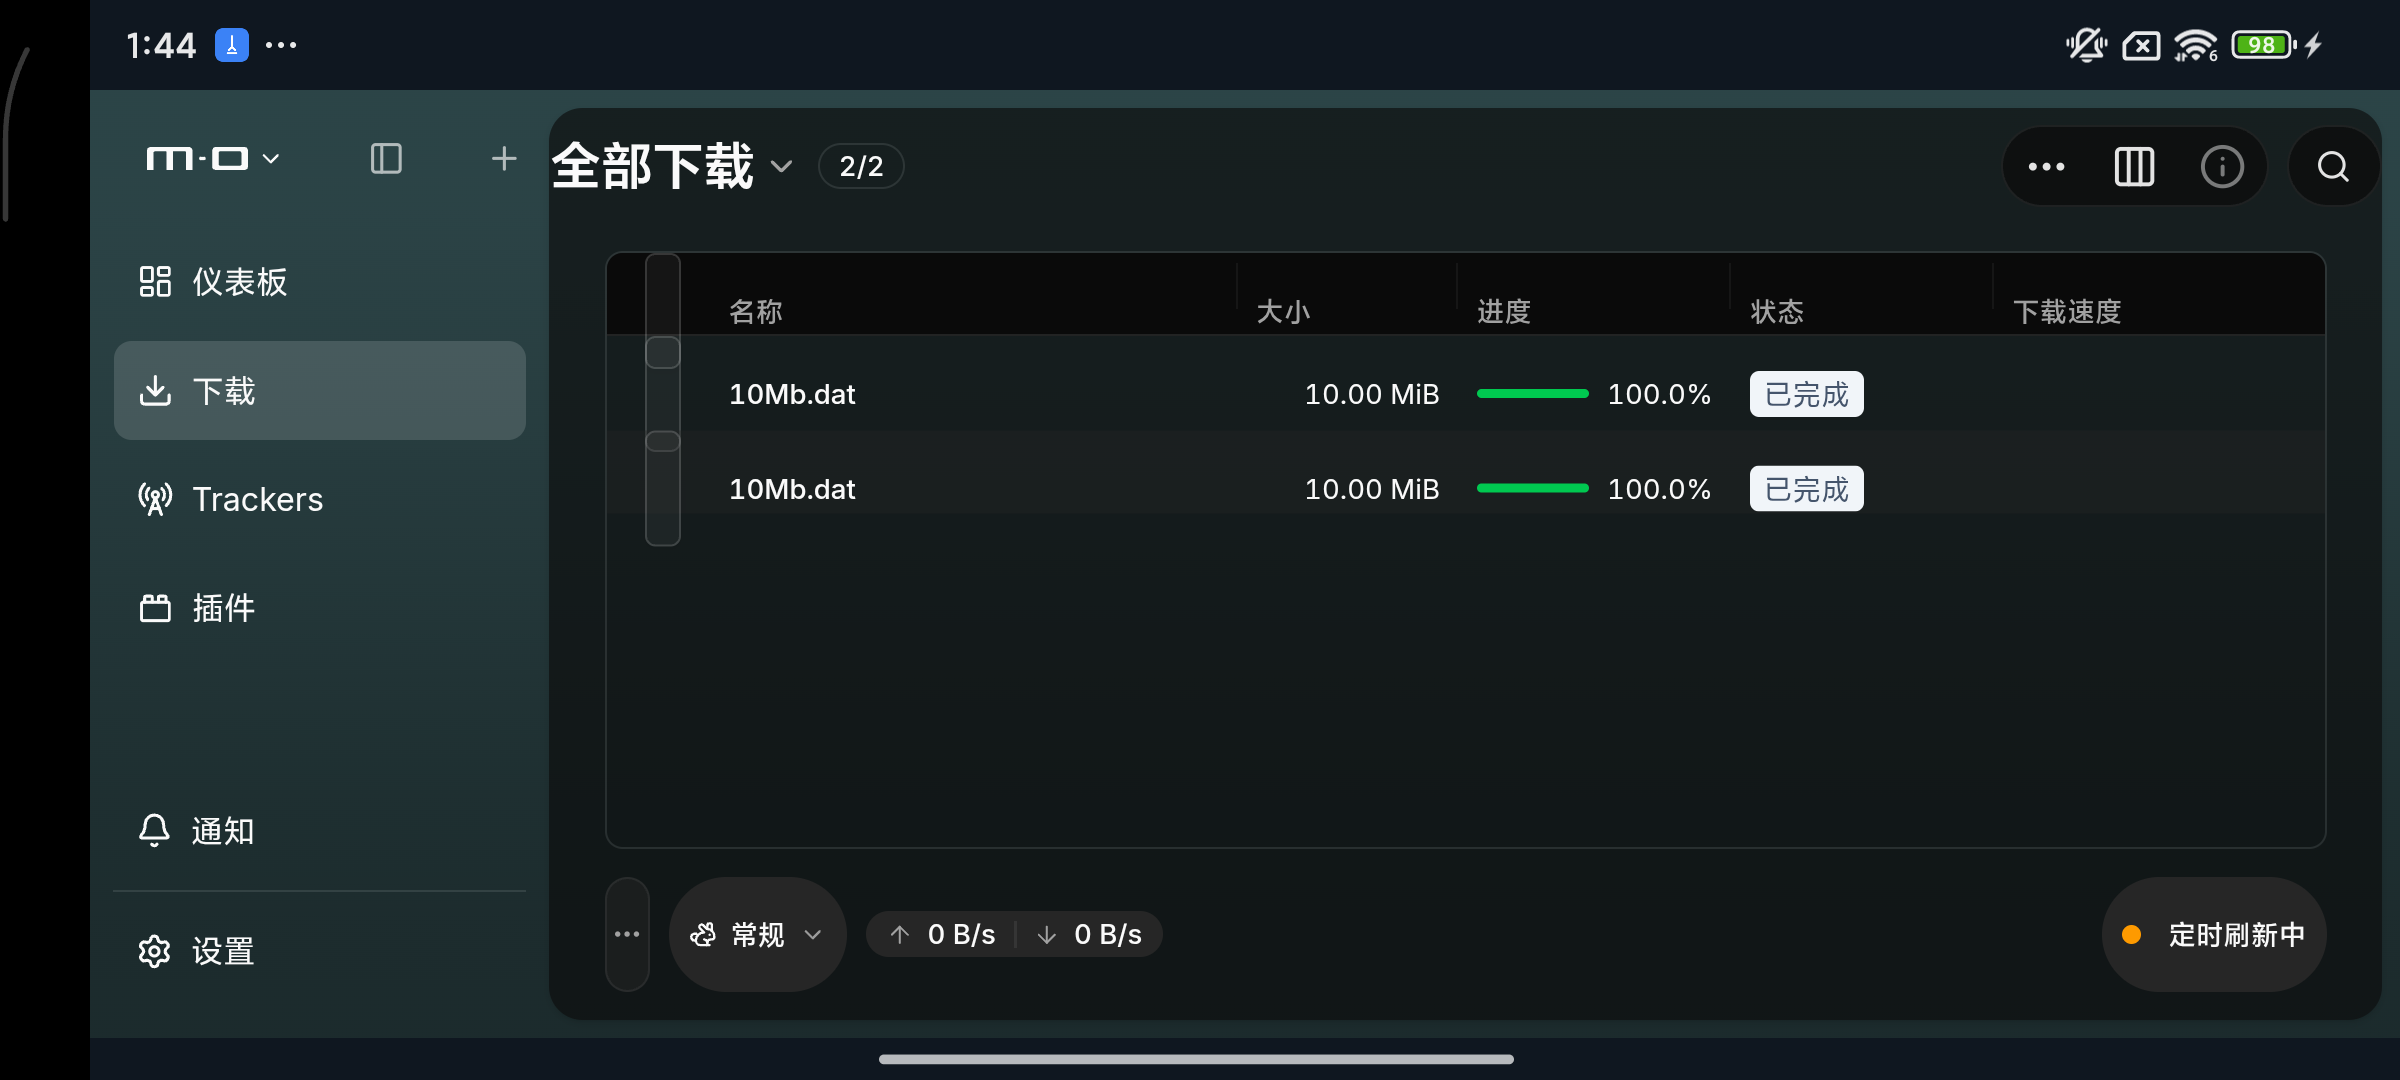 1:44
6
98
m-o
全部下载
2/2
仪表板
下载
Trackers
插件
通知
设置
名称 大小 进度 状态 下载速度
10Mb.dat 10.00 MiB 100.0% 已完成
10Mb.dat 10.00 MiB 100.0% 已完成
常规
0 B/s 0 B/s
定时刷新中